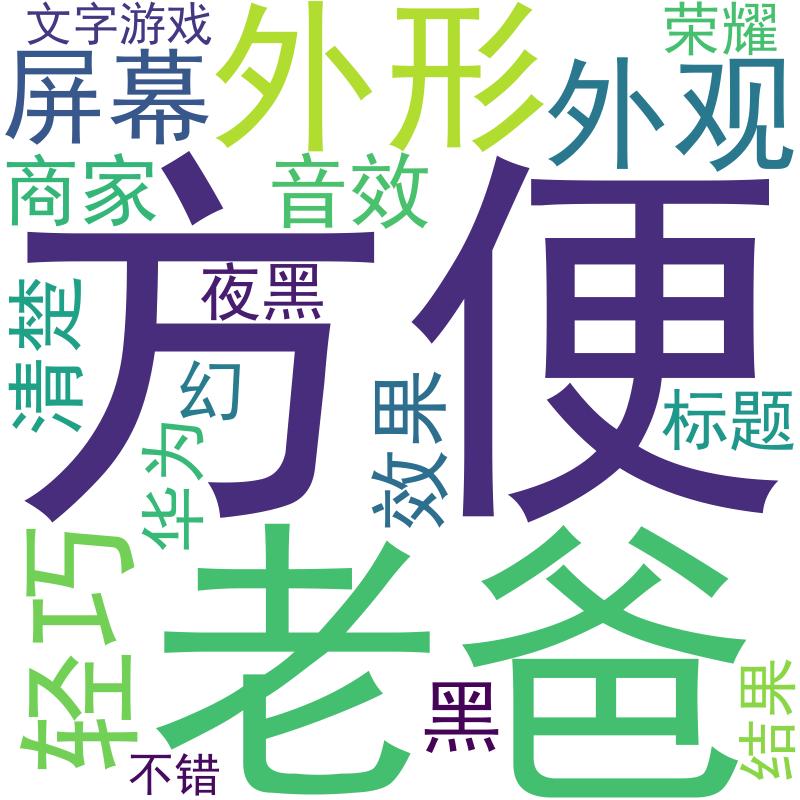 文字游戏
荣耀
外形
屏幕
外观
商家
音效
方便
夜黑
清楚
幻
效果
标题
华为
轻巧
老爸
黑
结果
不错